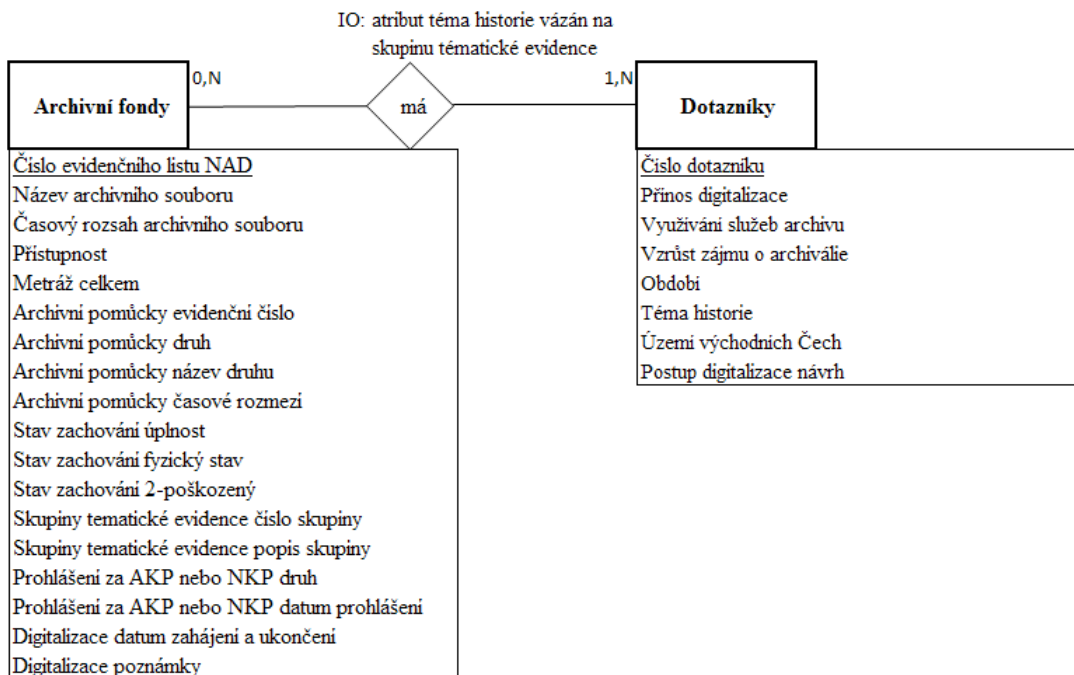 IO: atribut téma historie vázán na
skupinu tématické evidence
0,N
1,N
Archivní fondy
má
Dotazníky
Číslo evidenčního listu NAD
Název archivního souboru
Časový rozsah archivního souboru
Přístupnost
Metráž celkem
Archivní pomůcky evidenční číslo
Archivní pomůcky druh
Archivní pomůcky název druhu
Archivní pomůcky časové rozmezí
Stav zachování úplnost
Stav zachování fyzický stav
Stav zachování 2-poškozený
Skupiny tematické evidence číslo skupiny
Skupiny tematické evidence popis skupiny
Prohlášení za AKP nebo NKP druh
Prohlášení za AKP nebo NKP datum prohlášení
Digitalizace datum zahájení a ukončení
Digitalizace poznámky
Číslo dotazníku
Přínos digitalizace
Využívání služeb archivu
Vzrůst zájmu o archiválie
Období
Téma historie
Území východních Čech
Postup digitalizace návrh